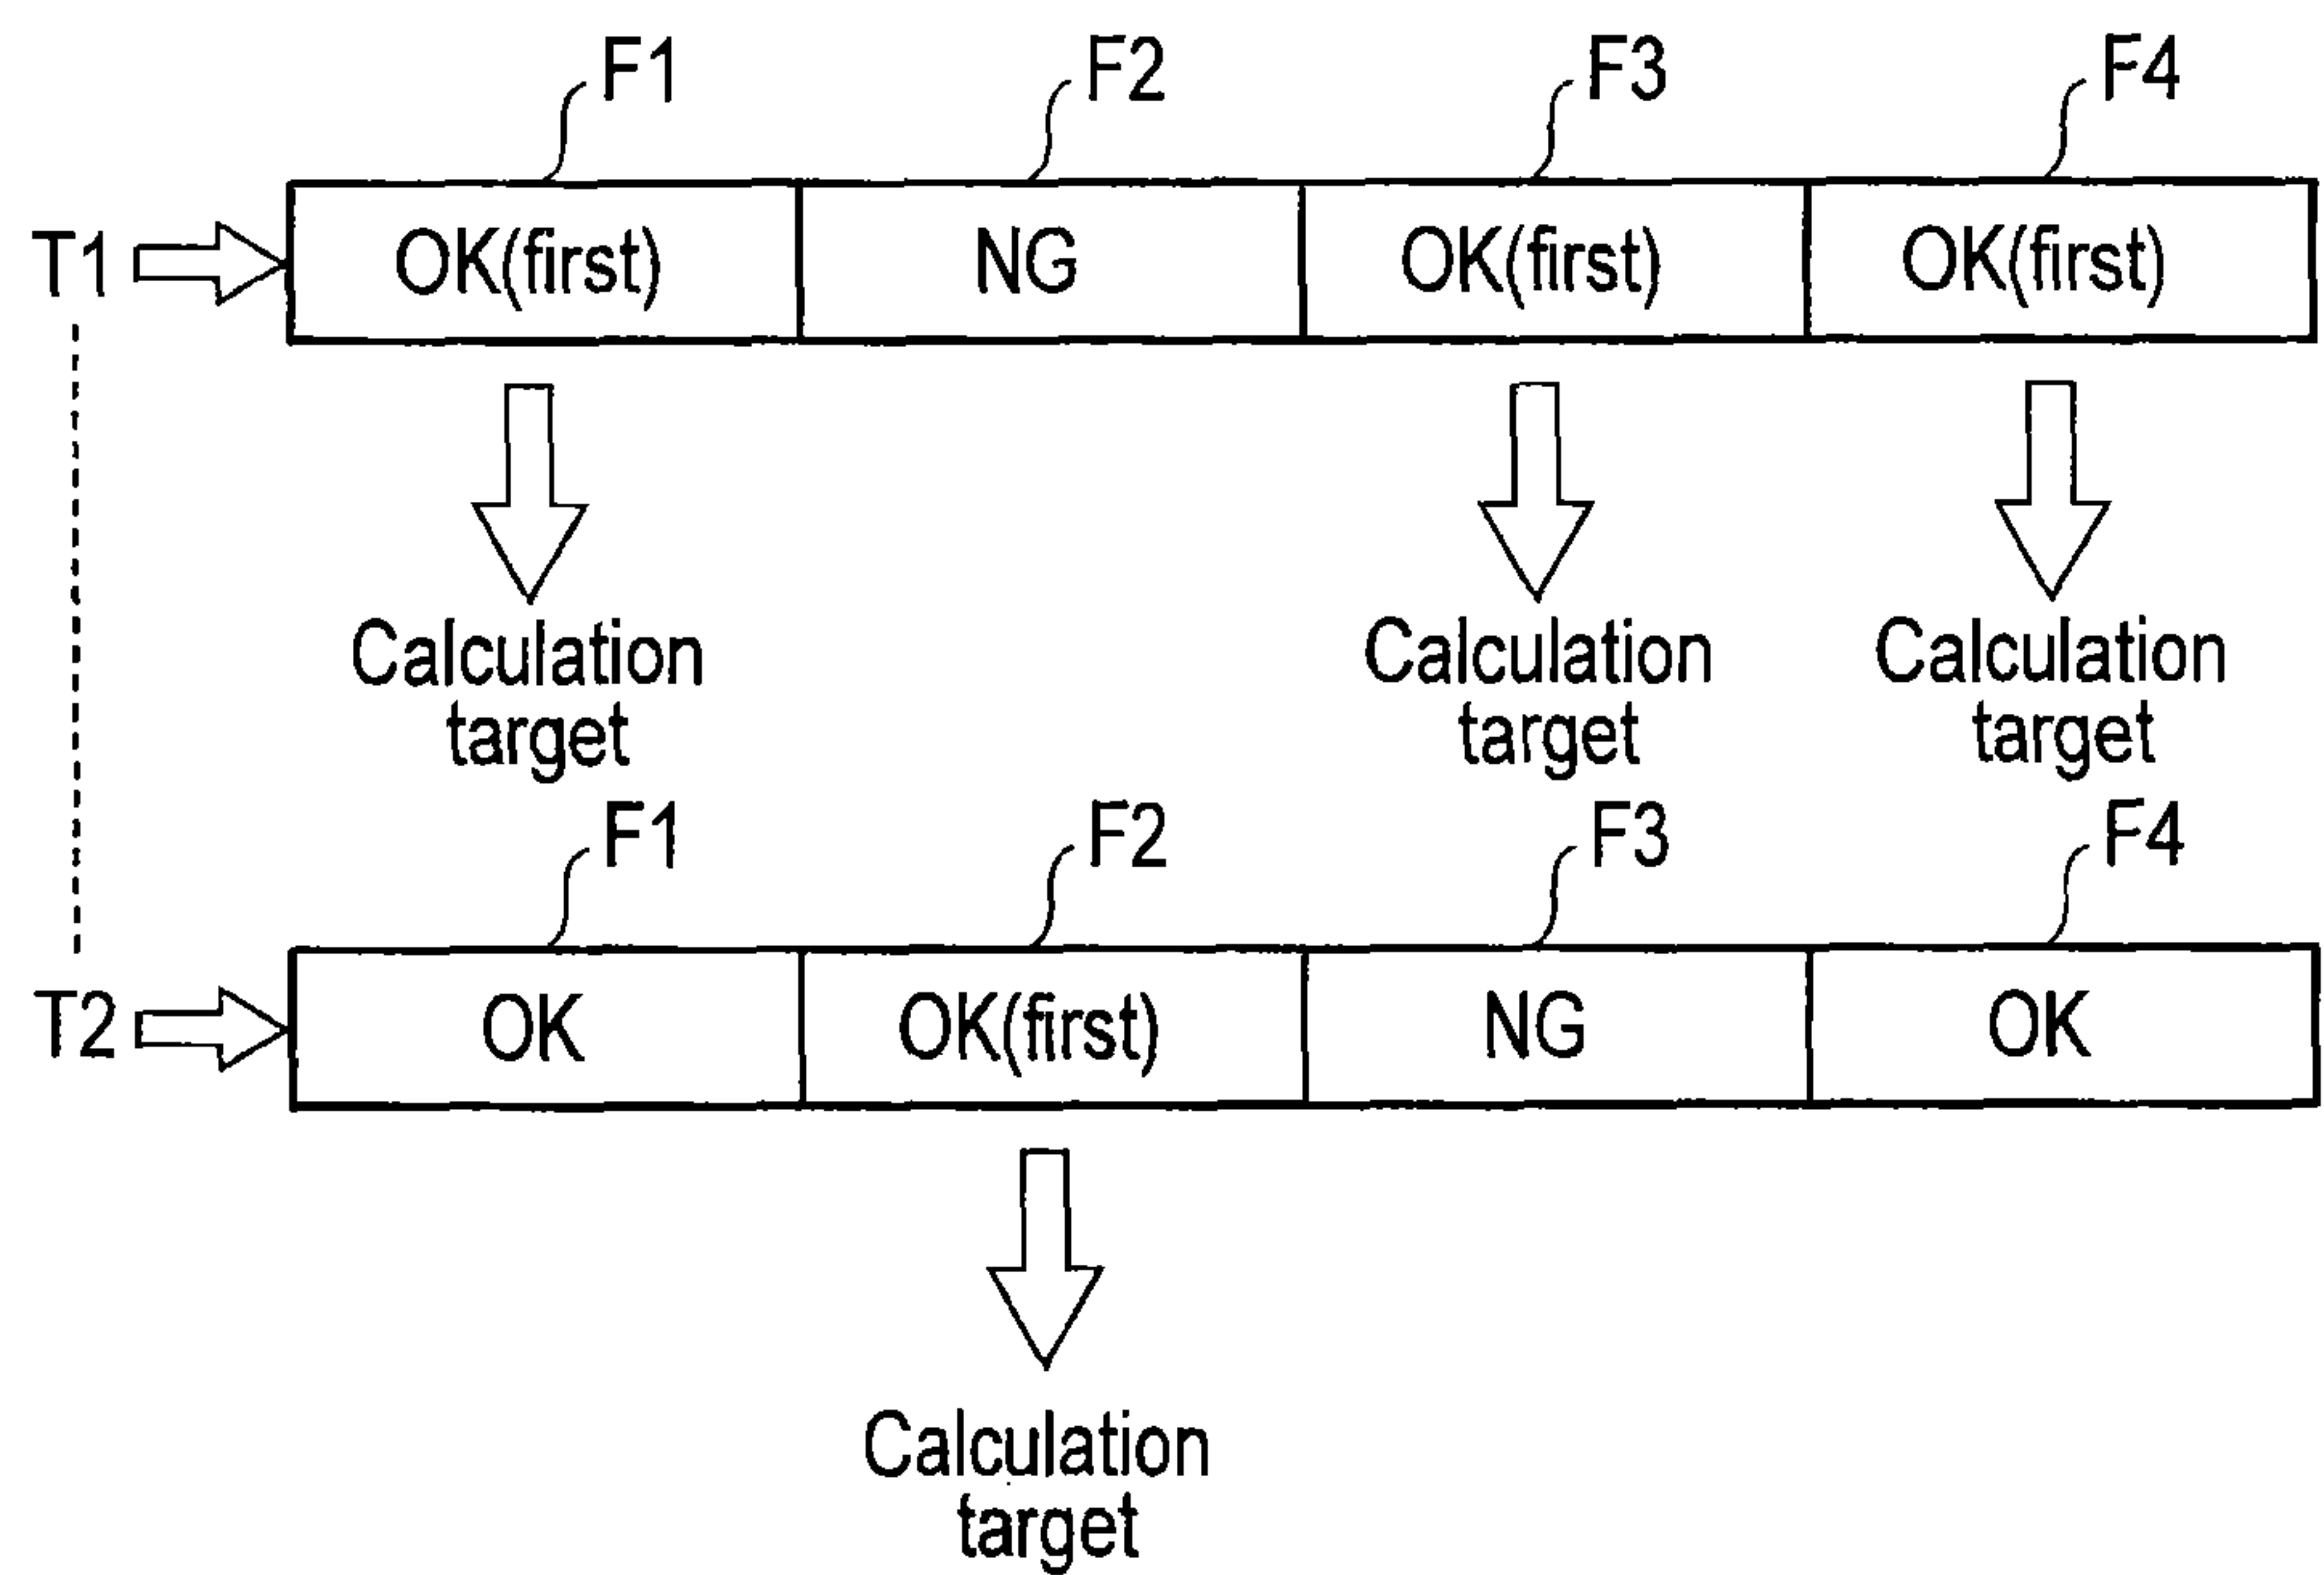 F1 F2 F3 F4
T1 OK(first) NG OK(first) OK(first)
Calculation Calculation Calculation
target target target
F1 F2 F3 F4
T2 OK OK(first) NG OK
Calculation
target